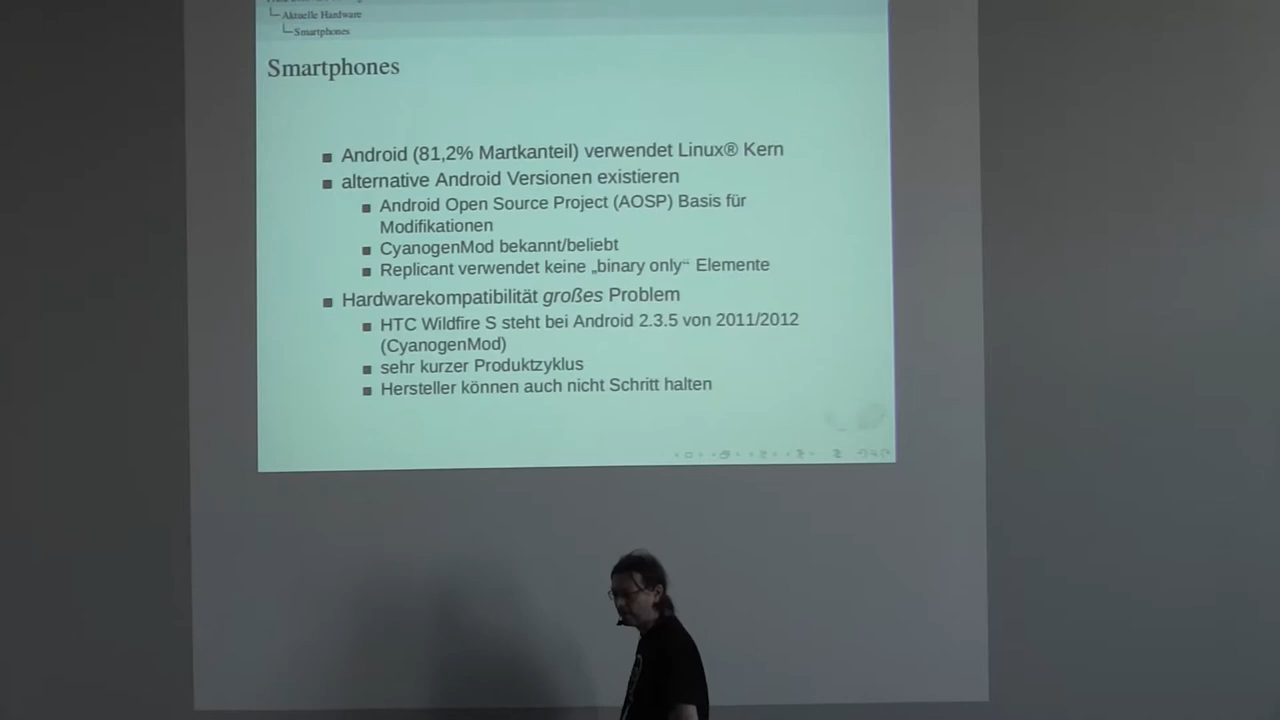 Aktuelle Hardware
Smartphones
Smartphones
Android (81,2% Martkanteil) verwendet Linux® Kern
alternative Android Versionen existieren
Android Open Source Project (AOSP) Basis für
Modifikationen
CyanogenMod bekannt/beliebt
Replicant verwendet keine „binary only“ Elemente
Hardwarekompatibilität großes Problem
HTC Wildfire S steht bei Android 2.3.5 von 2011/2012
(CyanogenMod)
sehr kurzer Produktzyklus
Hersteller können auch nicht Schritt halten